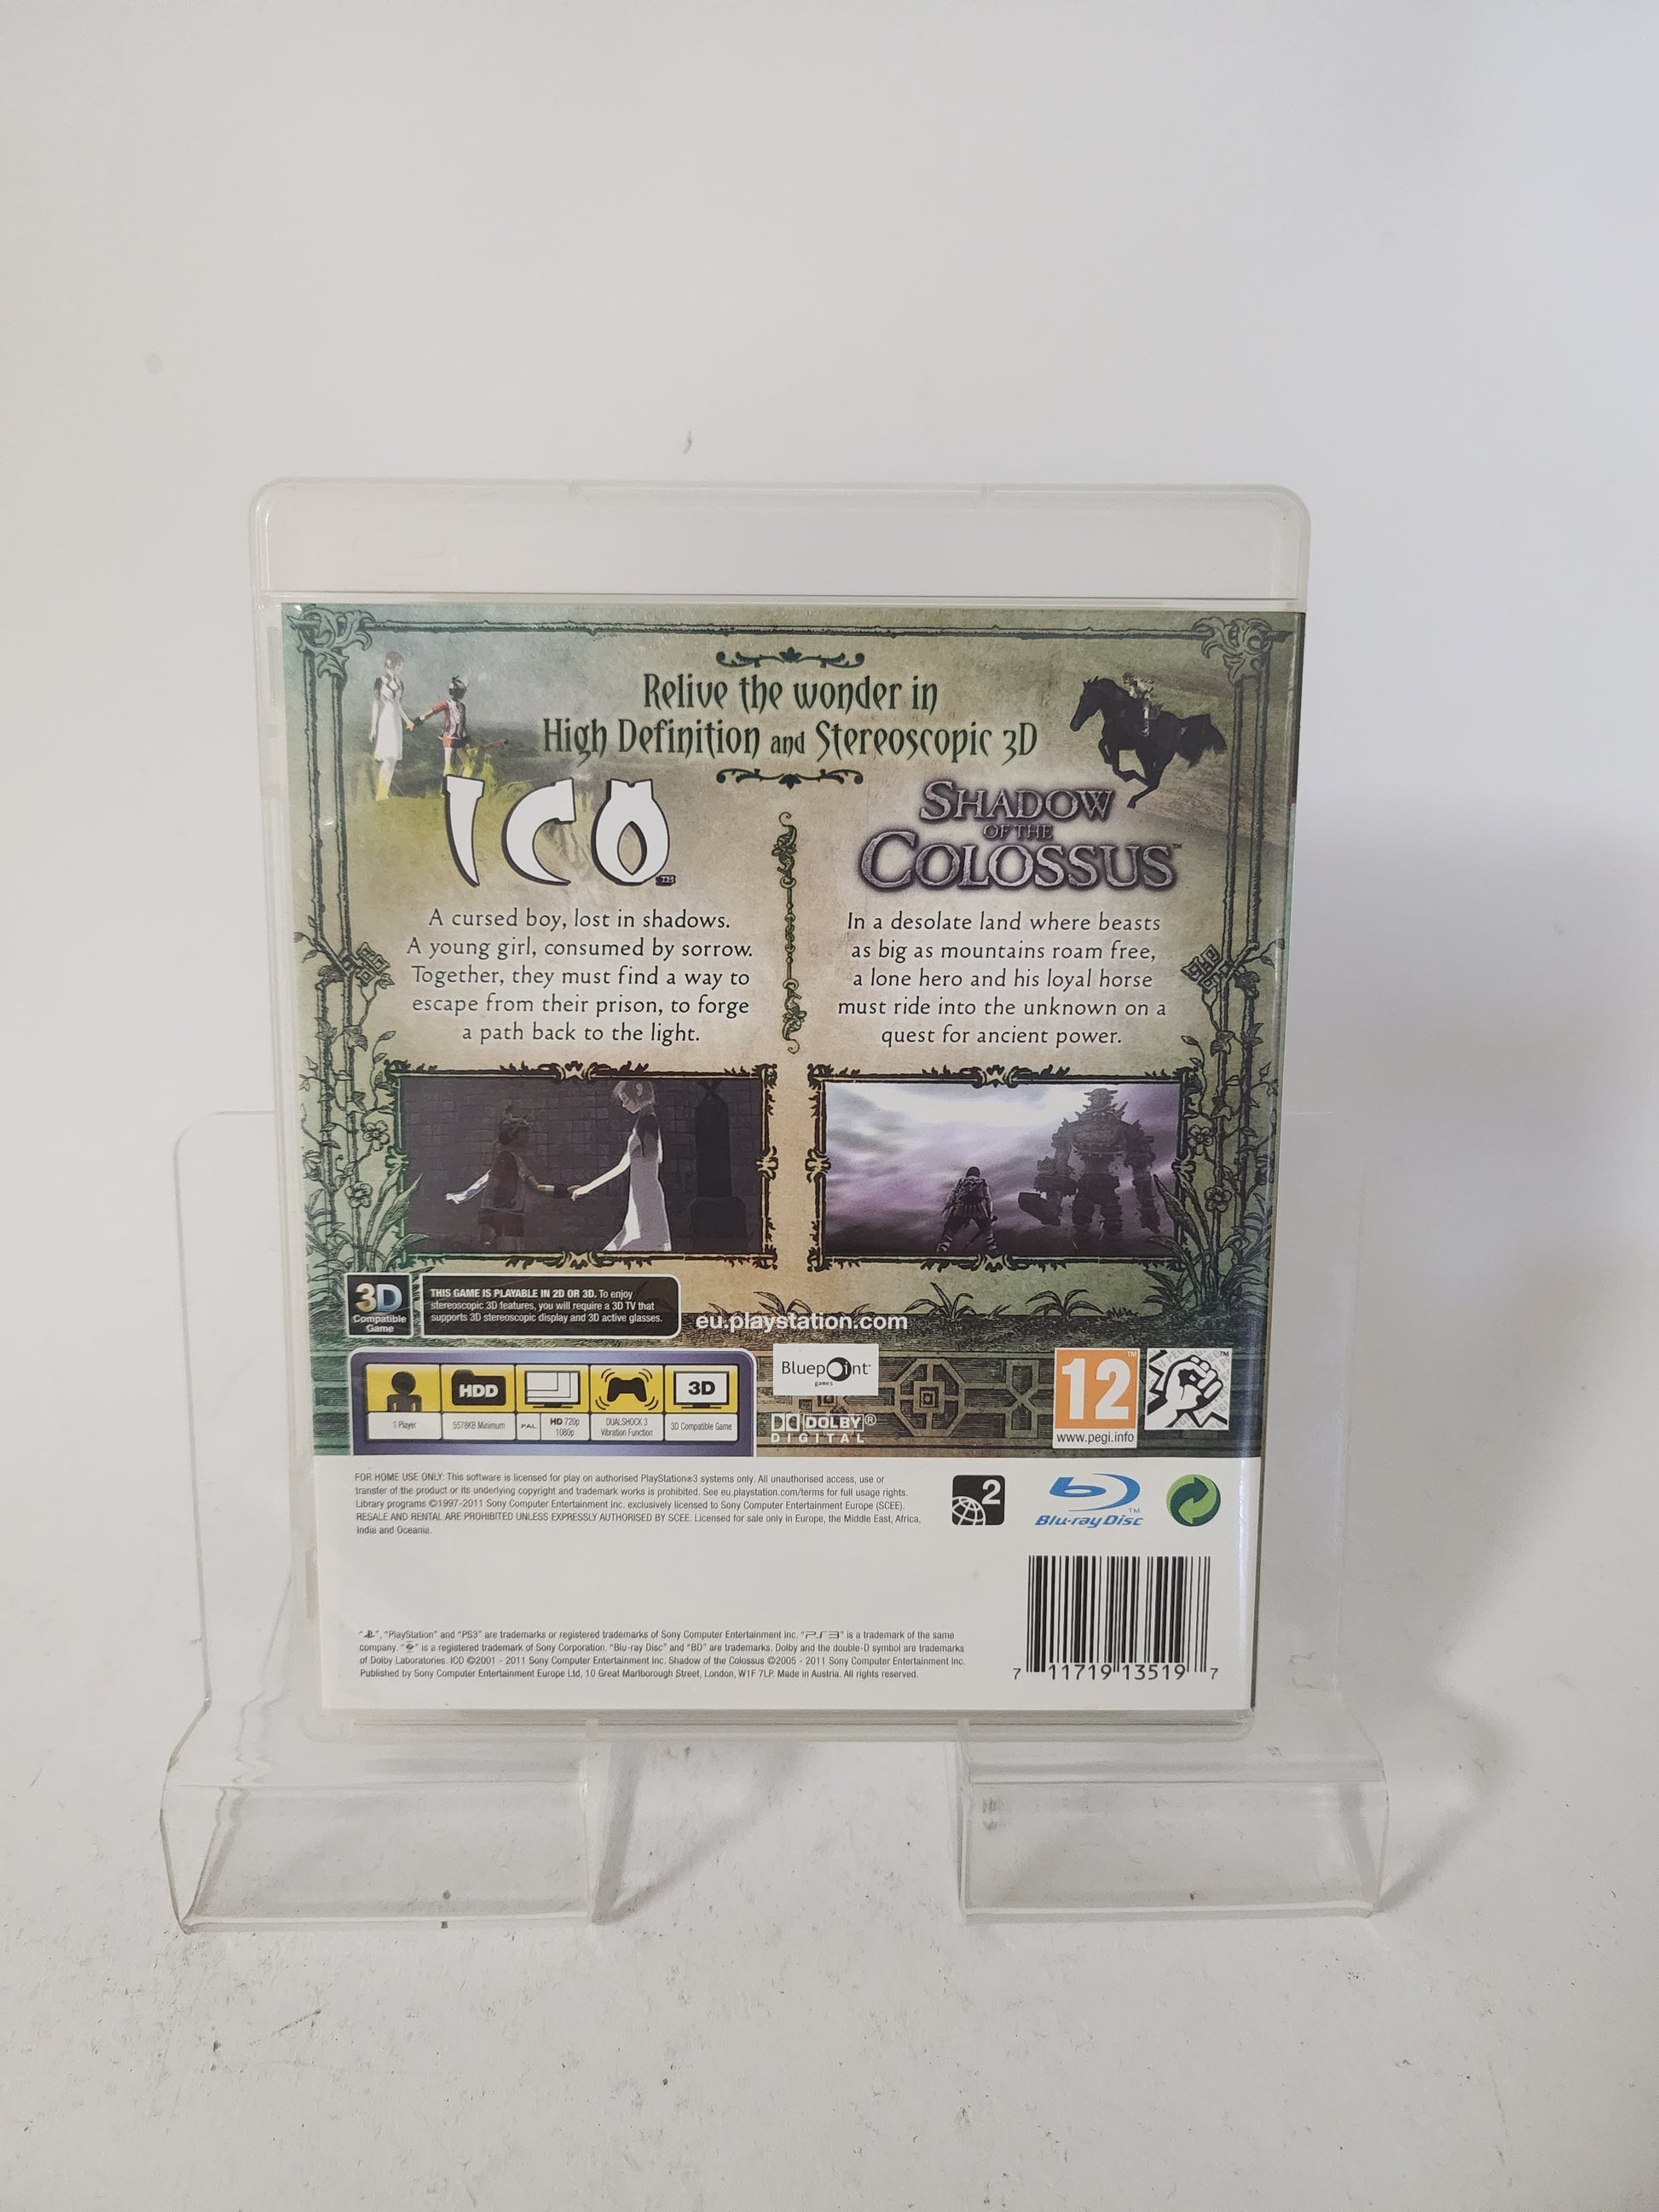 Relive the wonder in
High Definition and Stereoscopic 3D
ICO™
A cursed boy, lost in shadows.
A young girl, consumed by sorrow.
Together, they must find a way to
escape from their prison, to forge
a path back to the light.
SHADOW
OF THE
COLOSSUS™
In a desolate land where beasts
as big as mountains roam free,
a lone hero and his loyal horse
must ride into the unknown on a
quest for ancient power.
3D
Compatible
Game
THIS GAME IS PLAYABLE IN 2D OR 3D. To enjoy
stereoscopic 3D features, you will require a 3D TV that
supports 3D stereoscopic display and 3D active glasses.
eu.playstation.com
HDD
3D
1 Player
5578KB Minimum
PAL
HD 720p
1080p
DUALSHOCK 3
Vibration Function
3D Compatible Game
Bluepoint
games
DOLBY®
DIGITAL
12™
www.pegi.info
FOR HOME USE ONLY: This software is licensed for play on authorised PlayStation®3 systems only. All unauthorised access, use or
transfer of the product or its underlying copyright and trademark works is prohibited. See eu.playstation.com/terms for full usage rights.
Library programs ©1997-2011 Sony Computer Entertainment Inc. exclusively licensed to Sony Computer Entertainment Europe (SCEE).
RESALE AND RENTAL ARE PROHIBITED UNLESS EXPRESSLY AUTHORISED BY SCEE. Licensed for sale only in Europe, the Middle East, Africa,
India and Oceania.
2
Blu-ray Disc™
"", "PlayStation" and "PS3" are trademarks or registered trademarks of Sony Computer Entertainment Inc. "PS3" is a trademark of the same
company. "" is a registered trademark of Sony Corporation. "Blu-ray Disc" and "BD" are trademarks. Dolby and the double-D symbol are trademarks
of Dolby Laboratories. ICO ©2001 - 2011 Sony Computer Entertainment Inc. Shadow of the Colossus ©2005 - 2011 Sony Computer Entertainment Inc.
Published by Sony Computer Entertainment Europe Ltd, 10 Great Marlborough Street, London, W1F 7LP. Made in Austria. All rights reserved.
7 11719 13519 7